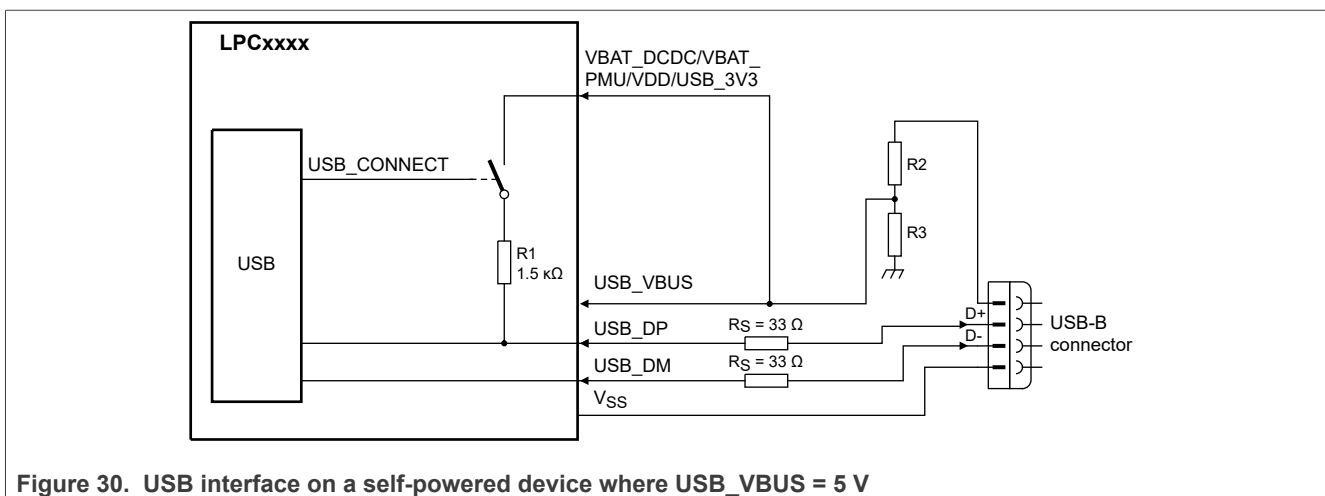 LPCxxxx
VBAT_DCDC/VBAT_
PMU/VDD/USB_3V3
USB_CONNECT
R2
R3
USB
R1
1.5 κΩ
USB_VBUS
D+
USB_DP
RS = 33 Ω
USB-B
D-
connector
USB_DM
RS = 33 Ω
VSS
Figure 30. USB interface on a self-powered device where USB_VBUS = 5 V